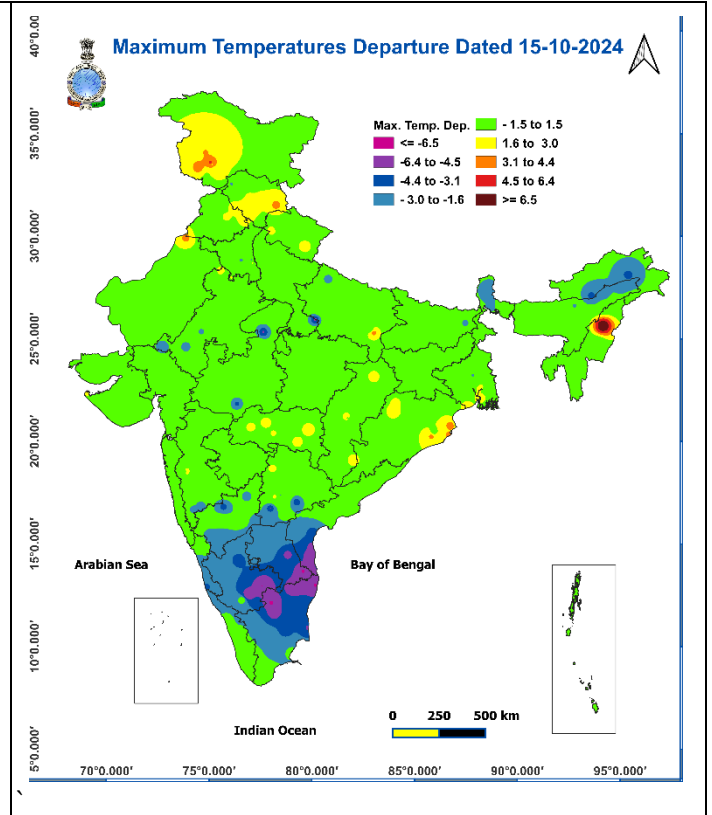 Maximum Temperatures Departure Dated 15-10-2024
Max. Temp. Dep.
<= -6.5
-6.4 to -4.5
-4.4 to -3.1
- 3.0 to -1.6
- 1.5 to 1.5
1.6 to 3.0
3.1 to 4.4
4.5 to 6.4
>= 6.5
40°0.00
35°0.000'
30°0.000'
25°0.000'
20°0.000'
15°0.000'
10°0.000'
5°0.000'
Arabian Sea
Bay of Bengal
Indian Ocean
0 250 500 km
70°0.000' 75°0.000' 80°0.000' 85°0.000' 90°0.000' 95°0.000'
`